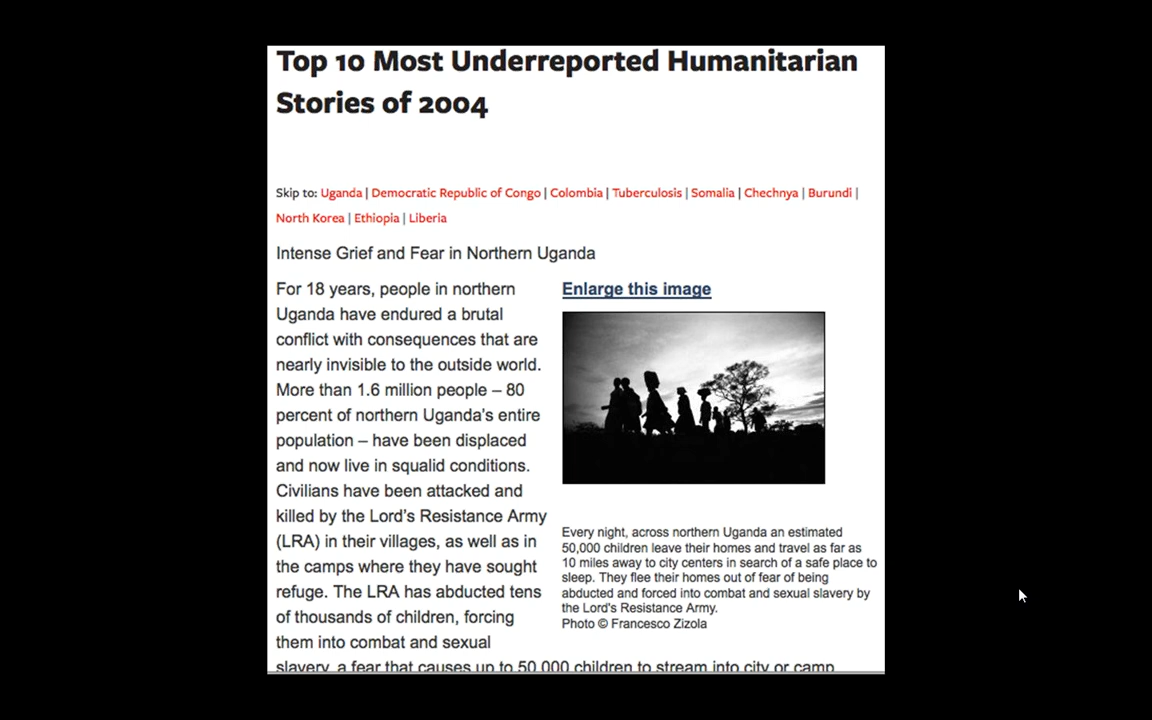 Top 10 Most Underreported Humanitarian
Stories of 2004
Skip to: Uganda | Democratic Republic of Congo | Colombia | Tuberculosis | Somalia | Chechnya | Burundi |
North Korea | Ethiopia | Liberia
Intense Grief and Fear in Northern Uganda
For 18 years, people in northern
Uganda have endured a brutal
conflict with consequences that are
nearly invisible to the outside world.
More than 1.6 million people – 80
percent of northern Uganda's entire
population – have been displaced
and now live in squalid conditions.
Civilians have been attacked and
killed by the Lord's Resistance Army
(LRA) in their villages, as well as in
the camps where they have sought
refuge. The LRA has abducted tens
of thousands of children, forcing
them into combat and sexual
slavery, a fear that causes up to 50,000 children to stream into city or camp
Enlarge this image
Every night, across northern Uganda an estimated
50,000 children leave their homes and travel as far as
10 miles away to city centers in search of a safe place to
sleep. They flee their homes out of fear of being
abducted and forced into combat and sexual slavery by
the Lord's Resistance Army.
Photo © Francesco Zizola